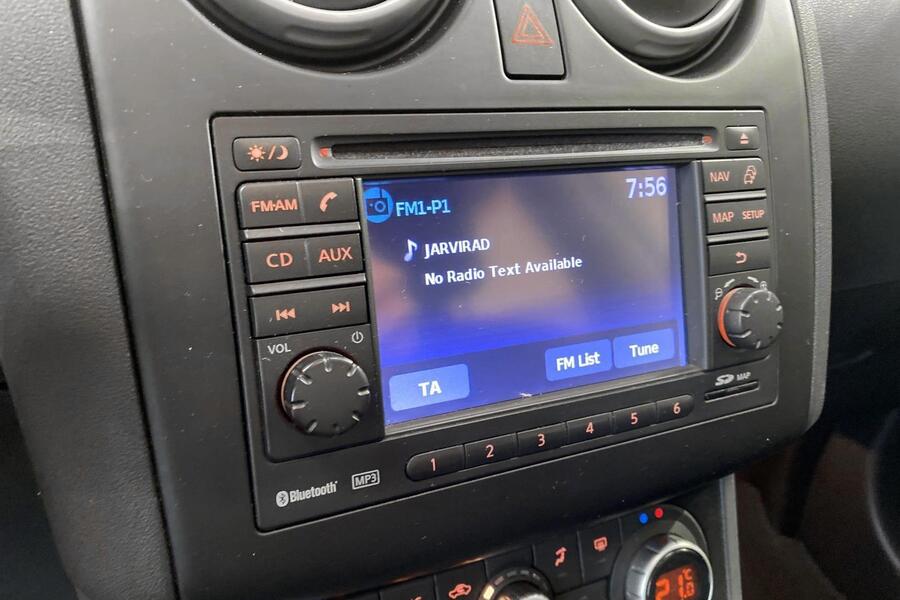 FM·AM
CD AUX
VOL
FM1-P1
7:56
JARVIRAD
No Radio Text Available
TA
FM List
Tune
NAV
MAP SETUP
SD MAP
1 2 3 4 5 6
Bluetooth MP3
21.0 °C